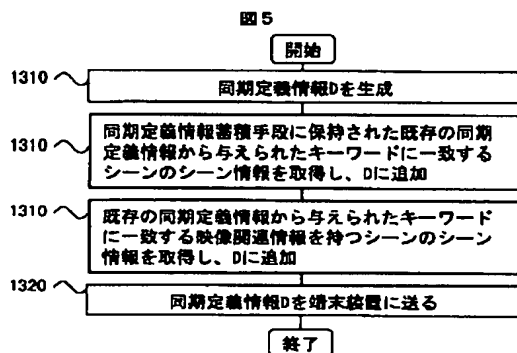 図5
開始
1310
同期定義情報Dを生成
1310
同期定義情報蓄積手段に保持された既存の同期
定義情報から与えられたキーワードに一致する
シーンのシーン情報を取得し、Dに追加
1310
既存の同期定義情報から与えられたキーワード
に一致する映像関連情報を持つシーンのシーン
情報を取得し、Dに追加
1320
同期定義情報Dを端末装置に送る
終了